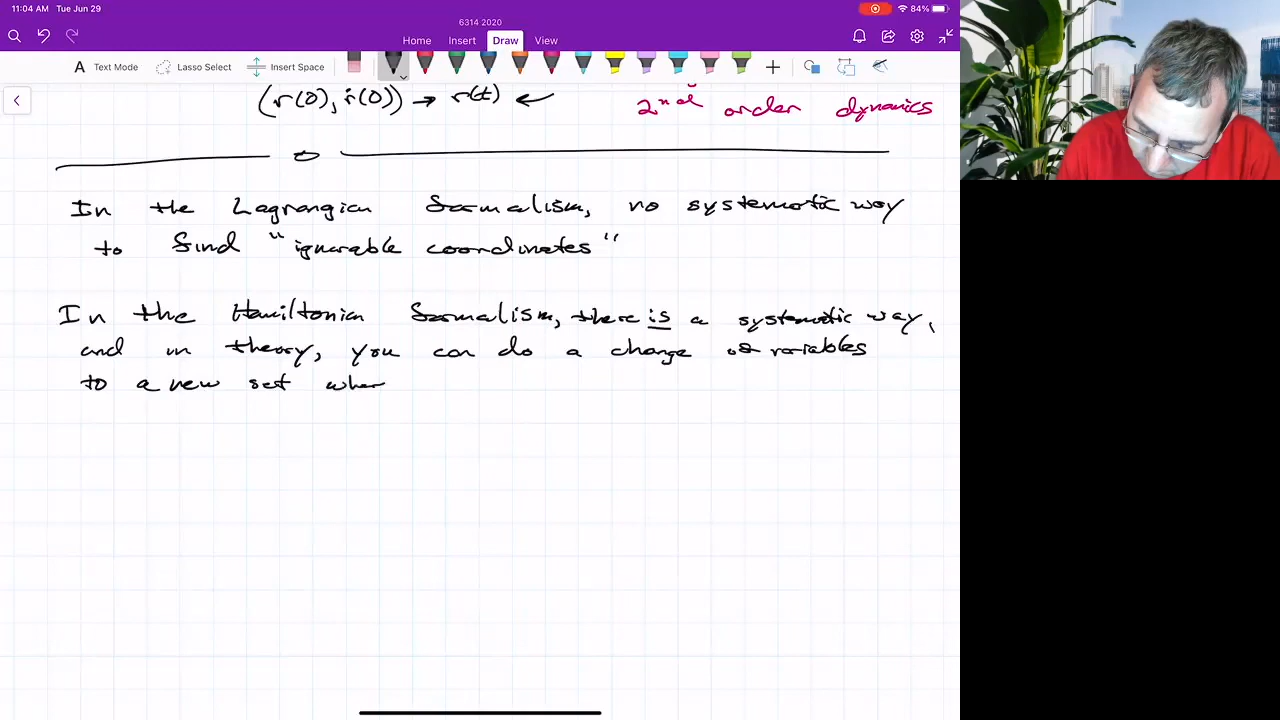 11:04 AM Tue Jun 29
84%
6314 2020
Home Insert Draw View
A Text Mode Lasso Select Insert Space
(r(0), ṙ(0)) → r(t) ←
2nd order dynamics
In the Lagrangian formalism, no systematic way
to find "ignorable coordinates"
In the Hamiltonian formalism, there is a systematic way,
and in theory, you can do a change of variables
to a new set wher